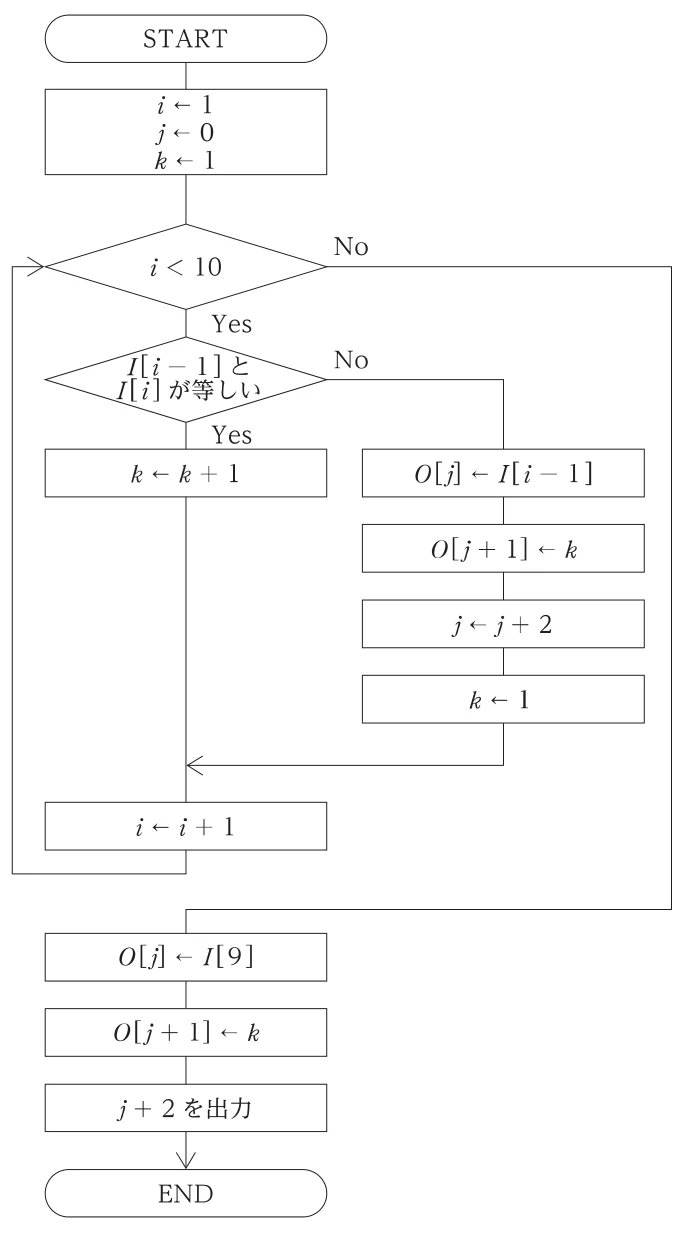 START
i ← 1
j ← 0
k ← 1
i < 10
No
Yes
I[i − 1] と
I[i] が等しい
No
Yes
k ← k + 1
O[j] ← I[i − 1]
O[j + 1] ← k
j ← j + 2
k ← 1
i ← i + 1
O[j] ← I[9]
O[j + 1] ← k
j + 2 を出力
END